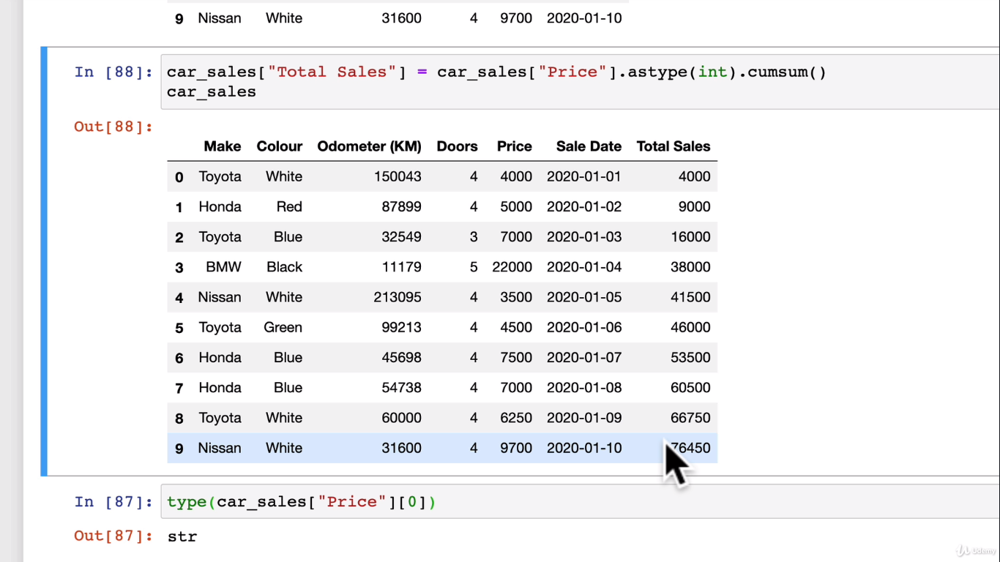 9 Nissan White 31600 4 9700 2020-01-10
In [88]: car_sales["Total Sales"] = car_sales["Price"].astype(int).cumsum()
car_sales
Out[88]:
Make Colour Odometer (KM) Doors Price Sale Date Total Sales
0 Toyota White 150043 4 4000 2020-01-01 4000
1 Honda Red 87899 4 5000 2020-01-02 9000
2 Toyota Blue 32549 3 7000 2020-01-03 16000
3 BMW Black 11179 5 22000 2020-01-04 38000
4 Nissan White 213095 4 3500 2020-01-05 41500
5 Toyota Green 99213 4 4500 2020-01-06 46000
6 Honda Blue 45698 4 7500 2020-01-07 53500
7 Honda Blue 54738 4 7000 2020-01-08 60500
8 Toyota White 60000 4 6250 2020-01-09 66750
9 Nissan White 31600 4 9700 2020-01-10 76450
In [87]: type(car_sales["Price"][0])
Out[87]: str
Udemy